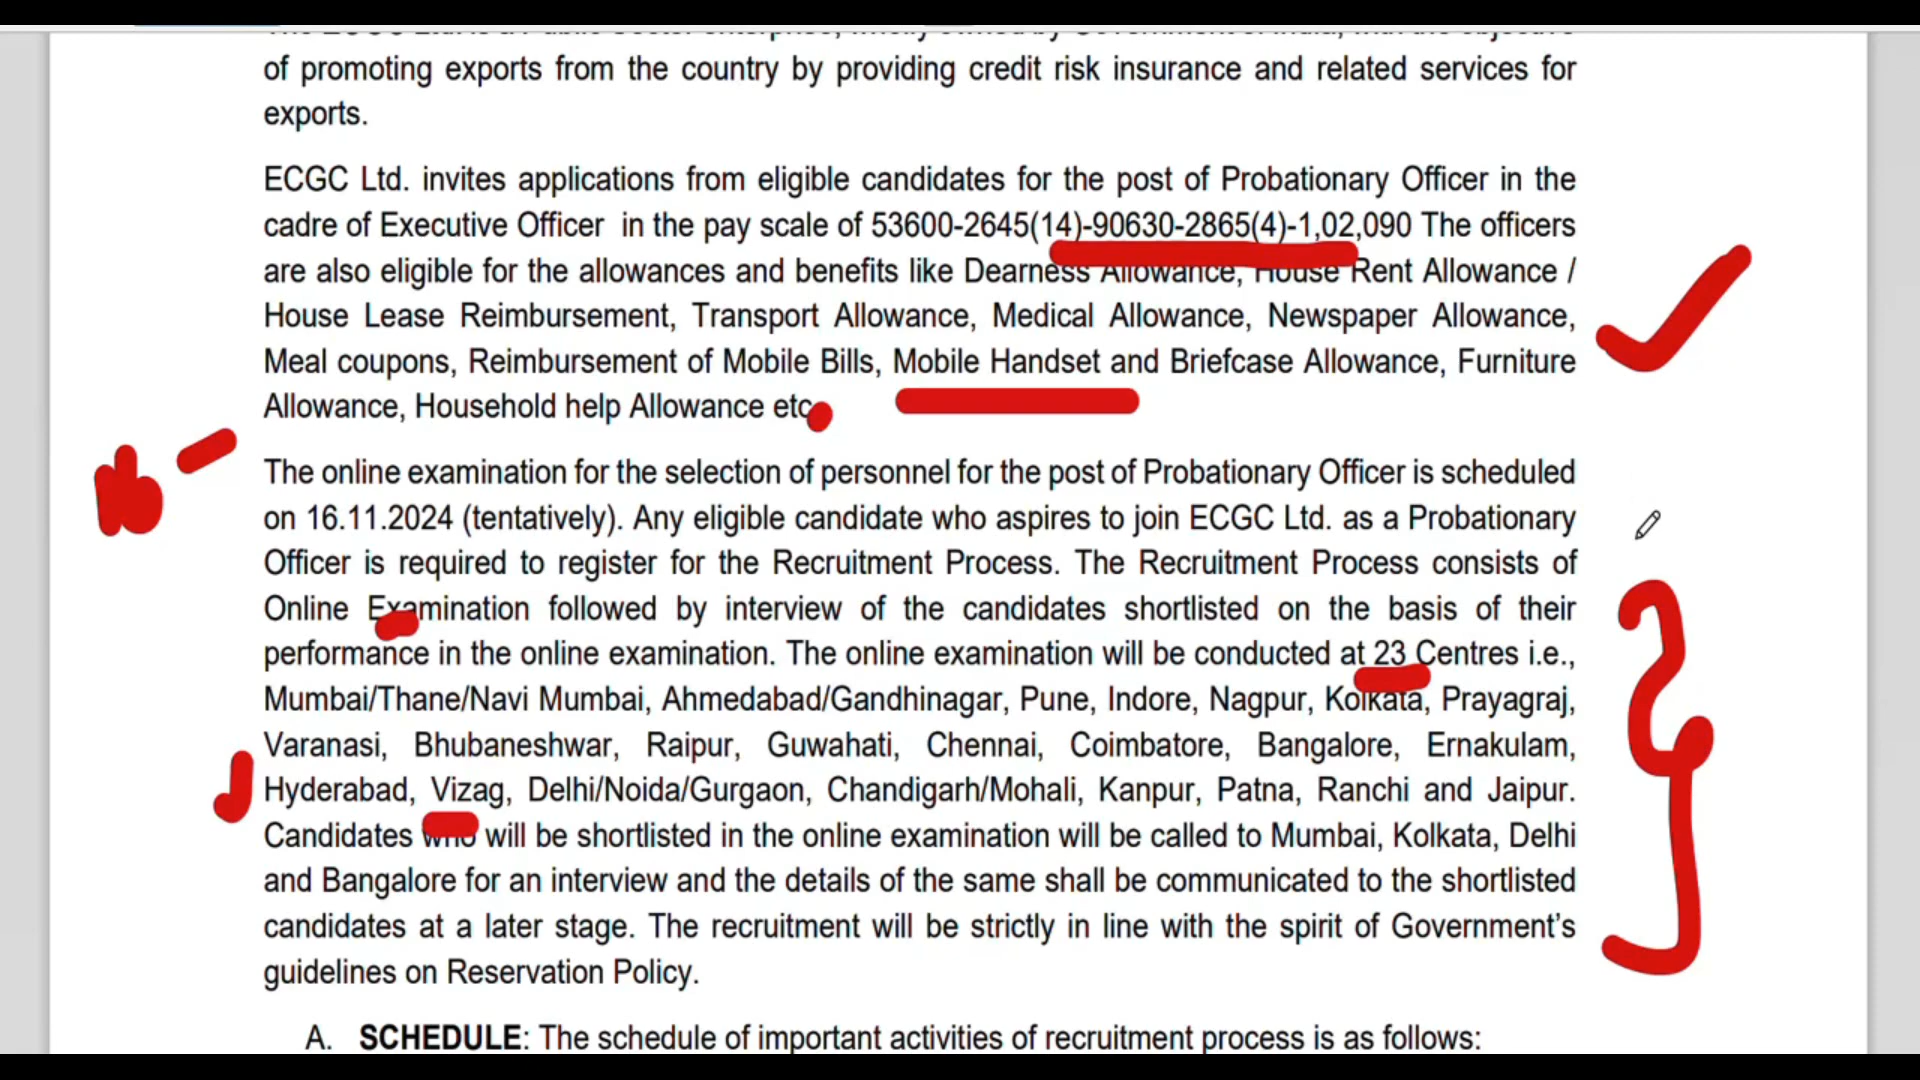 of promoting exports from the country by providing credit risk insurance and related services for
exports.
ECGC Ltd. invites applications from eligible candidates for the post of Probationary Officer in the
cadre of Executive Officer in the pay scale of 53600-2645(14)-90630-2865(4)-1,02,090 The officers
are also eligible for the allowances and benefits like Dearness Allowance, House Rent Allowance /
House Lease Reimbursement, Transport Allowance, Medical Allowance, Newspaper Allowance,
Meal coupons, Reimbursement of Mobile Bills, Mobile Handset and Briefcase Allowance, Furniture
Allowance, Household help Allowance etc
The online examination for the selection of personnel for the post of Probationary Officer is scheduled
on 16.11.2024 (tentatively). Any eligible candidate who aspires to join ECGC Ltd. as a Probationary
Officer is required to register for the Recruitment Process. The Recruitment Process consists of
Online Examination followed by interview of the candidates shortlisted on the basis of their
performance in the online examination. The online examination will be conducted at 23 Centres i.e.,
Mumbai/Thane/Navi Mumbai, Ahmedabad/Gandhinagar, Pune, Indore, Nagpur, Kolkata, Prayagraj,
Varanasi, Bhubaneshwar, Raipur, Guwahati, Chennai, Coimbatore, Bangalore, Ernakulam,
Hyderabad, Vizag, Delhi/Noida/Gurgaon, Chandigarh/Mohali, Kanpur, Patna, Ranchi and Jaipur.
Candidates who will be shortlisted in the online examination will be called to Mumbai, Kolkata, Delhi
and Bangalore for an interview and the details of the same shall be communicated to the shortlisted
candidates at a later stage. The recruitment will be strictly in line with the spirit of Government’s
guidelines on Reservation Policy.
A. SCHEDULE: The schedule of important activities of recruitment process is as follows: